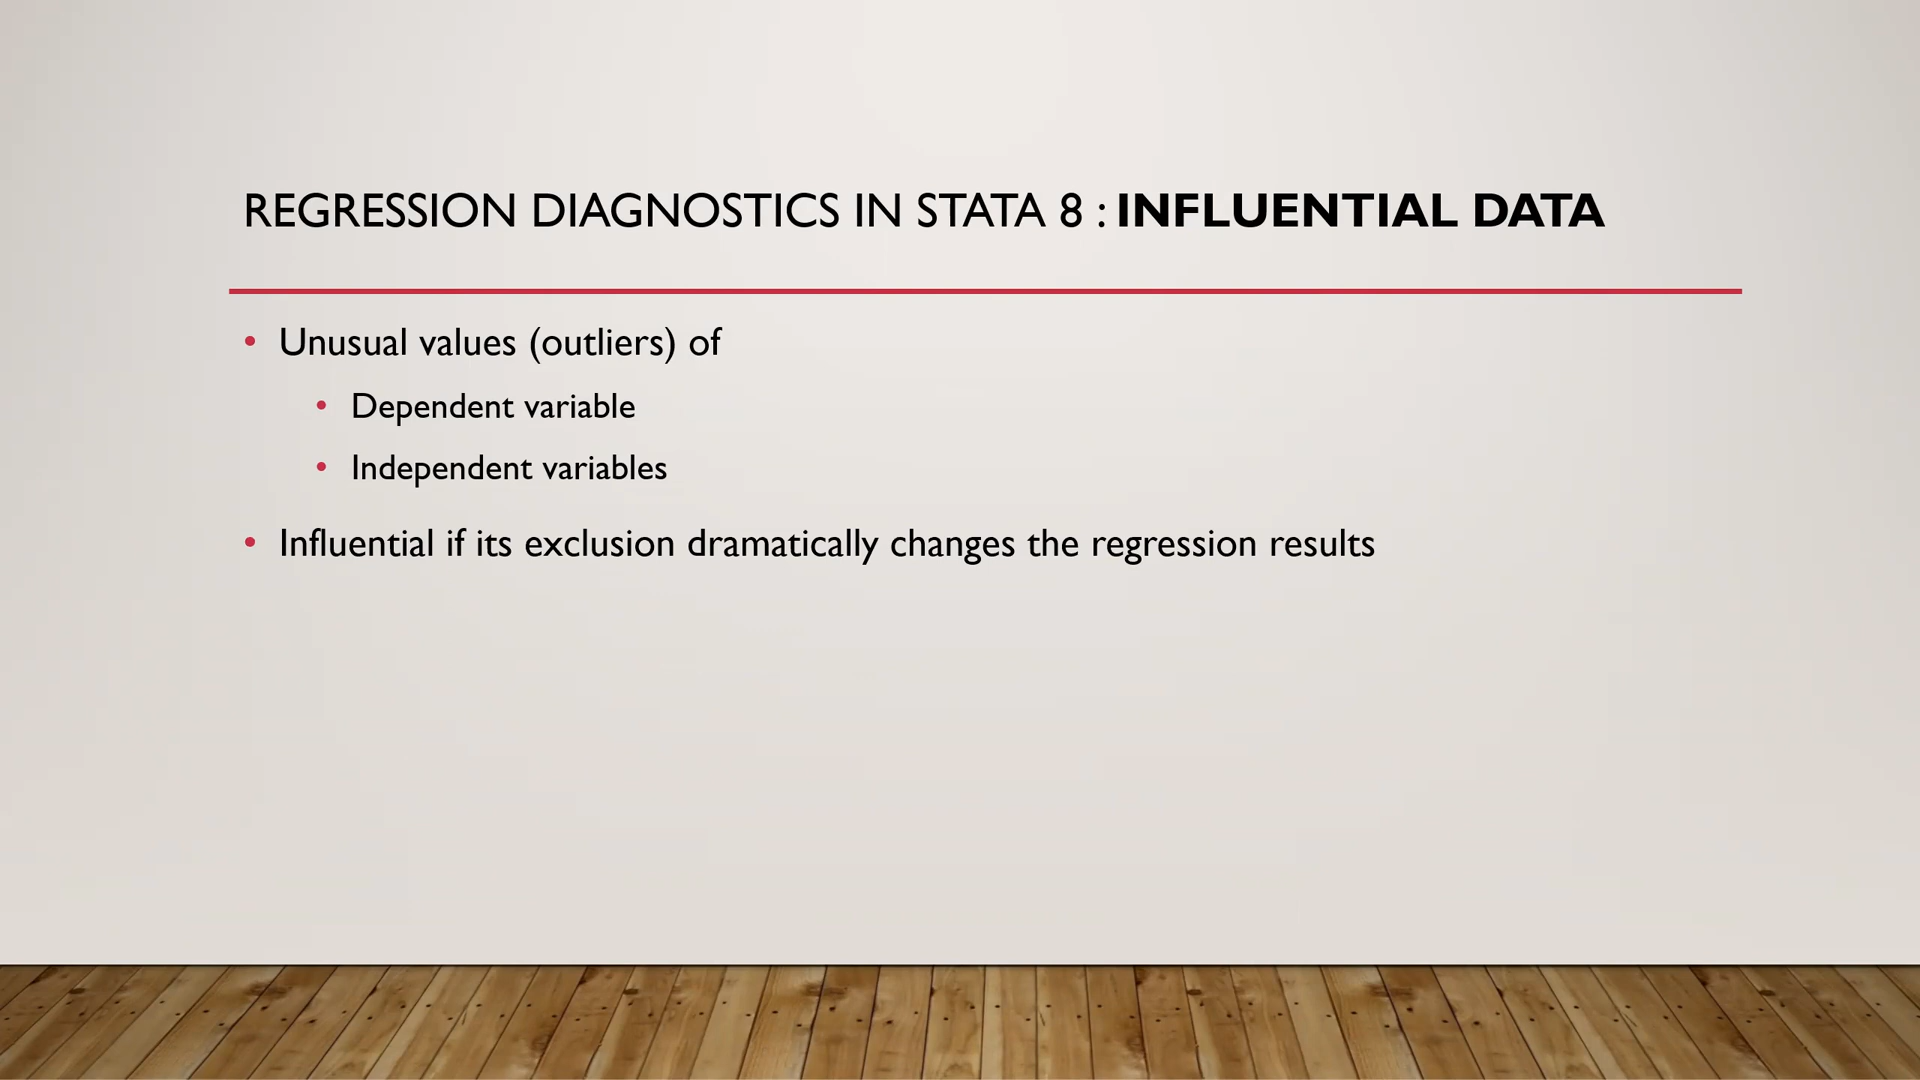 REGRESSION DIAGNOSTICS IN STATA 8 : INFLUENTIAL DATA
• Unusual values (outliers) of
• Dependent variable
• Independent variables
• Influential if its exclusion dramatically changes the regression results